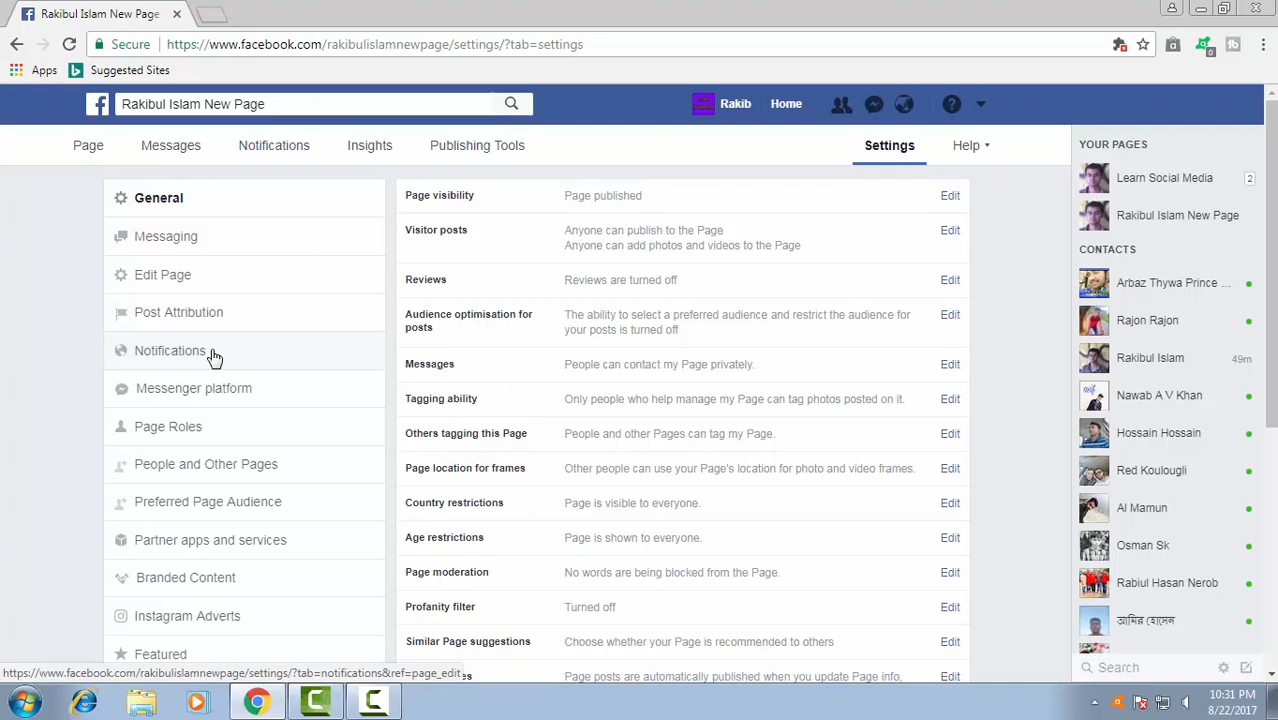 Rakibul Islam New Page
Secure https://www.facebook.com/rakibulislamnewpage/settings/?tab=settings
0
Apps Suggested Sites
Rakibul Islam New Page
Rakib Home
Page Messages Notifications Insights Publishing Tools Settings Help
General
Messaging
Edit Page
Post Attribution
Notifications
Messenger platform
Page Roles
People and Other Pages
Preferred Page Audience
Partner apps and services
Branded Content
Instagram Adverts
Featured
Page visibility Page published Edit
Visitor posts Anyone can publish to the Page Edit
Anyone can add photos and videos to the Page
Reviews Reviews are turned off Edit
Audience optimisation for The ability to select a preferred audience and restrict the audience for Edit
posts your posts is turned off
Messages People can contact my Page privately. Edit
Tagging ability Only people who help manage my Page can tag photos posted on it. Edit
Others tagging this Page People and other Pages can tag my Page. Edit
Page location for frames Other people can use your Page's location for photo and video frames. Edit
Country restrictions Page is visible to everyone. Edit
Age restrictions Page is shown to everyone. Edit
Page moderation No words are being blocked from the Page. Edit
Profanity filter Turned off Edit
Similar Page suggestions Choose whether your Page is recommended to others Edit
Page posts are automatically published when you update Page info, Edit
YOUR PAGES
Learn Social Media 2
Rakibul Islam New Page
CONTACTS
Arbaz Thywa Prince ...
Rajon Rajon
Rakibul Islam 49m
Nawab A V Khan
Hossain Hossain
Red Koulougli
Al Mamun
Osman Sk
Rabiul Hasan Nerob
আমির হোসেন
Search
https://www.facebook.com/rakibulislamnewpage/settings/?tab=notifications&ref=page_edit
10:31 PM
8/22/2017